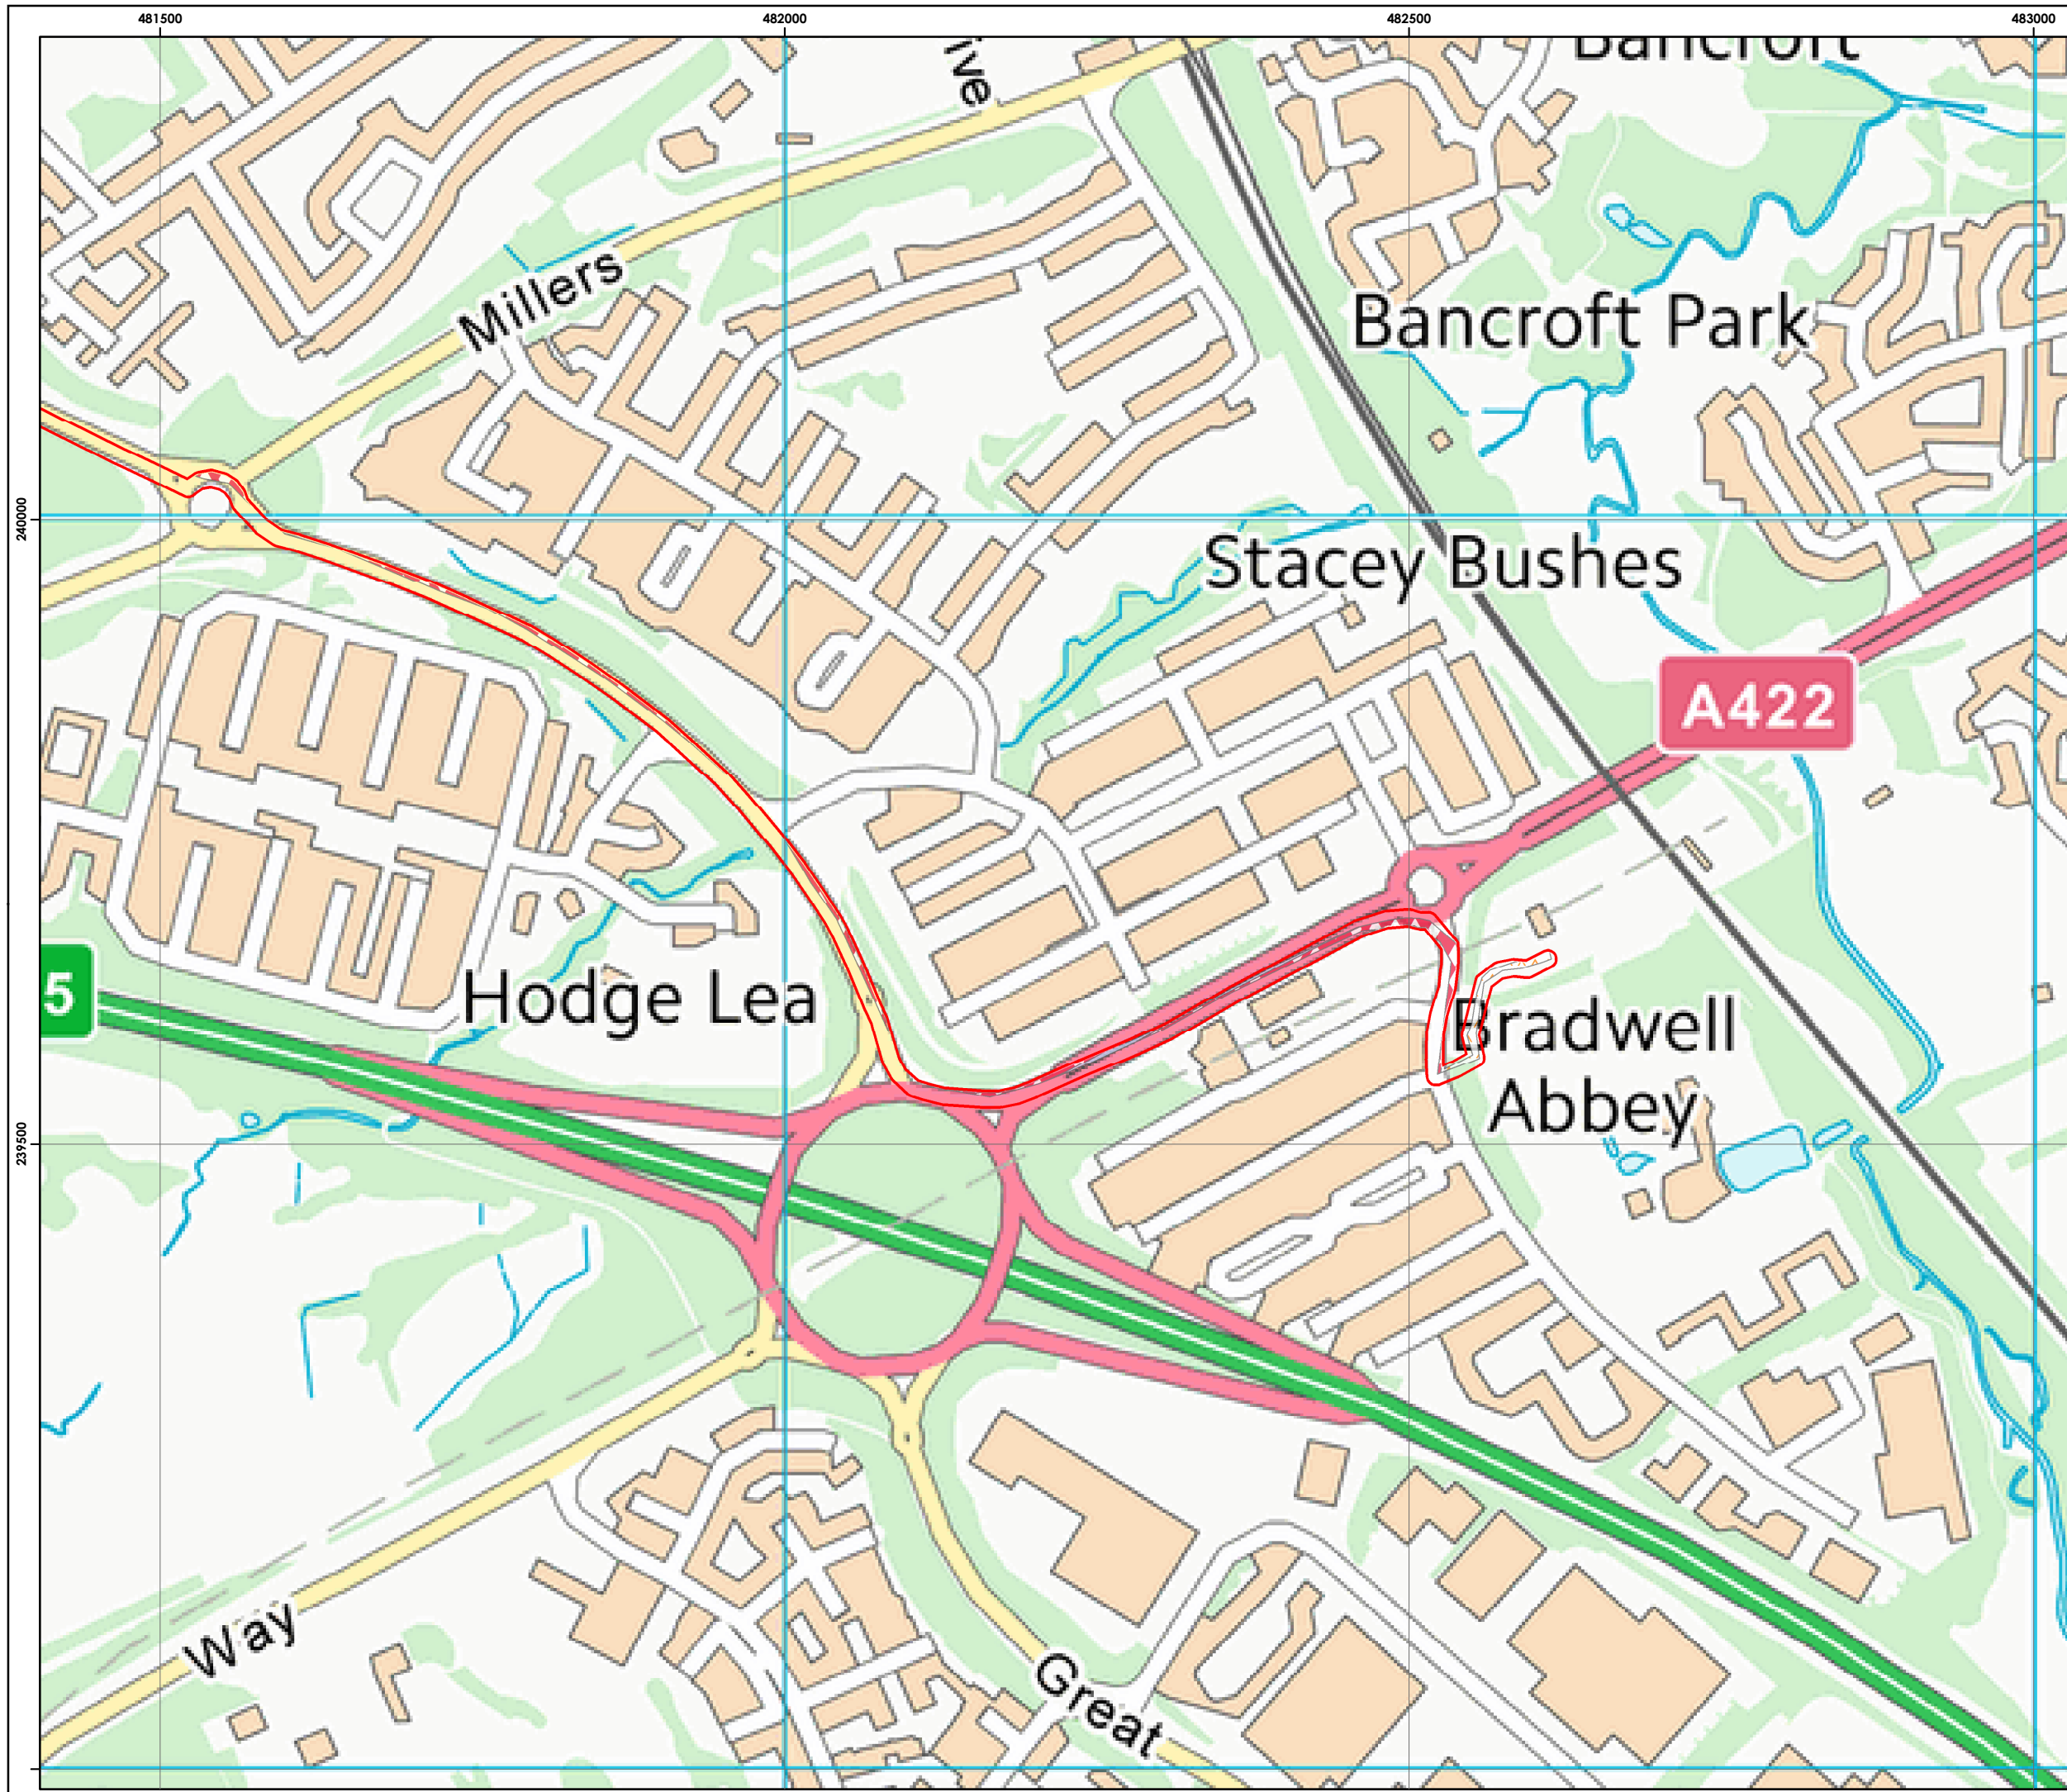 481500 482000 482500 483000
ive
Bancroft
Millers
Bancroft Park
240000
Stacey Bushes
A422
5
Hodge Lea
Bradwell
Abbey
239500
Way
Great